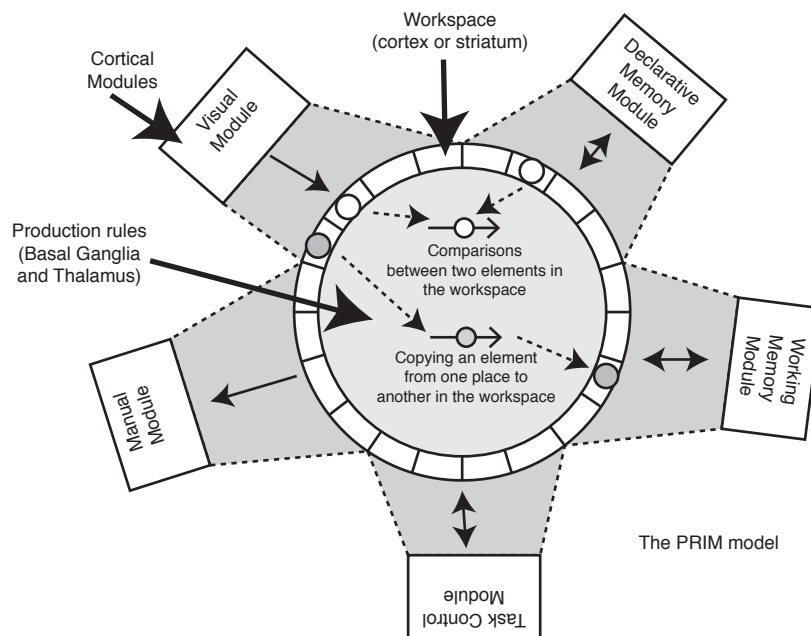 Workspace
(cortex or striatum)
Cortical
Modules
Visual
Module
Declarative
Memory
Module
Production rules
(Basal Ganglia
and Thalamus)
Comparisons
between two elements in
the workspace
Copying an element
from one place to
another in the workspace
Working
Memory
Module
Manual
Module
Task Control
Module
The PRIM model